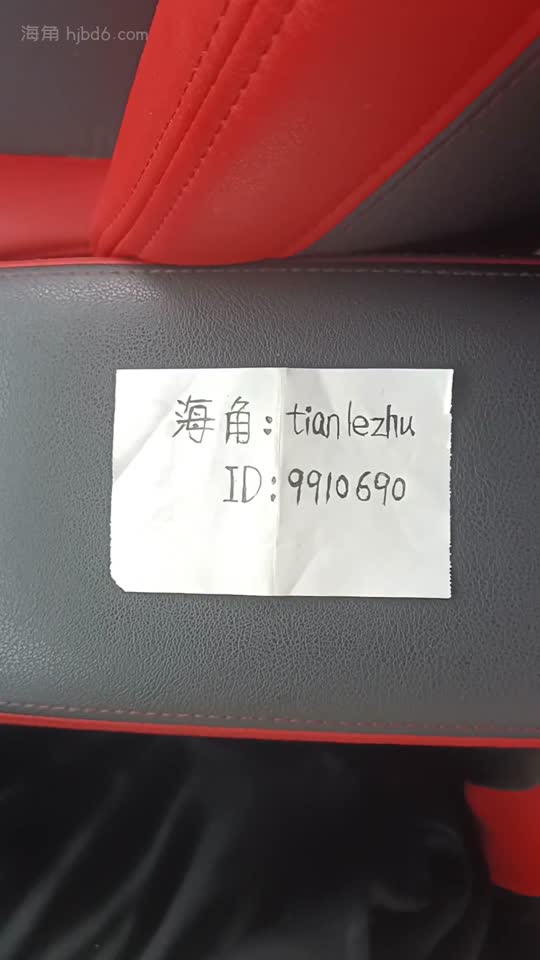 海角 hjbd6.com
海角: tianlezhu
ID: 9910690